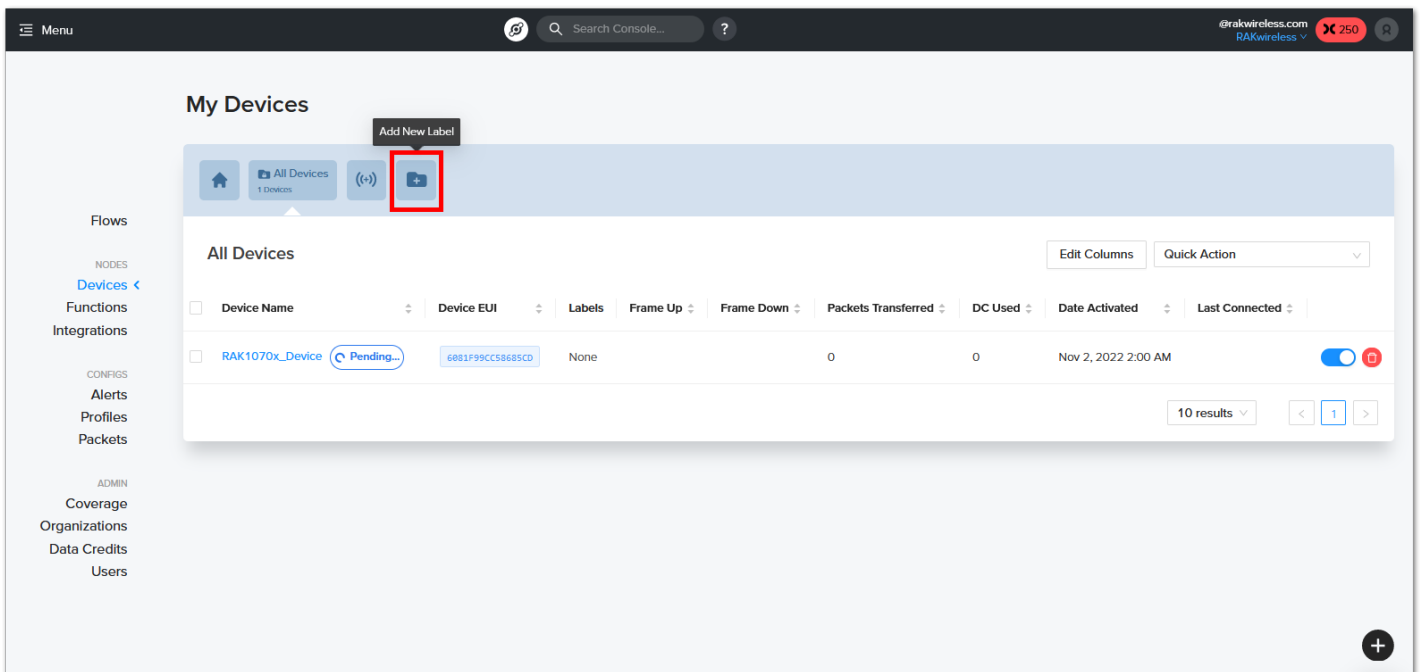 Menu
Search Console...
?
@rakwireless.com
RAKwireless
250
My Devices
Add New Label
All Devices
1 Devices
Flows
NODES
Devices
Functions
Integrations
CONFIGS
Alerts
Profiles
Packets
ADMIN
Coverage
Organizations
Data Credits
Users
All Devices
Edit Columns
Quick Action
Device Name Device EUI Labels Frame Up Frame Down Packets Transferred DC Used Date Activated Last Connected
RAK1070x_Device Pending... 6081F99CC58685CD None 0 0 Nov 2, 2022 2:00 AM
10 results < 1 >